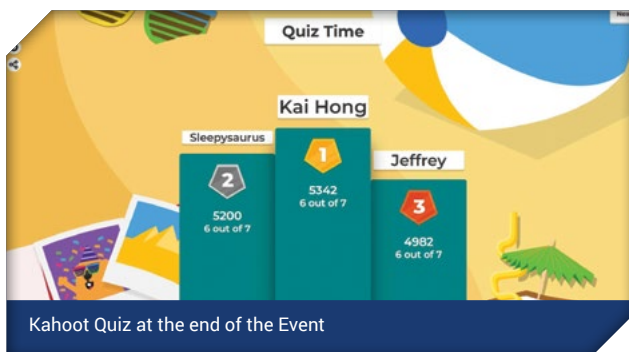 Quiz Time
Kai Hong
Sleepysaurus
Jeffrey
1
5342
6 out of 7
2
5200
6 out of 7
3
4982
6 out of 7
Kahoot Quiz at the end of the Event